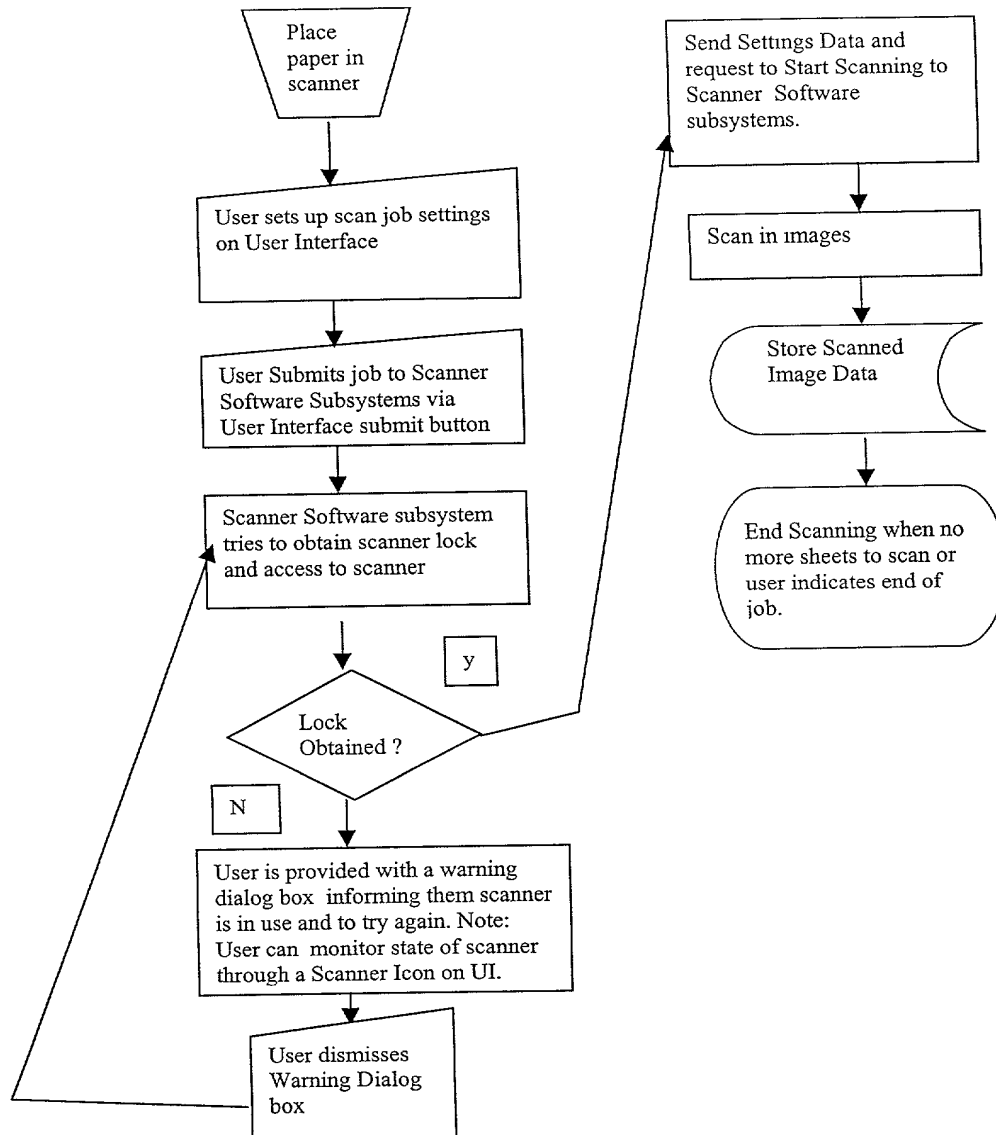 Place
paper in
scanner
User sets up scan job settings
on User Interface
User Submits job to Scanner
Software Subsystems via
User Interface submit button
Scanner Software subsystem
tries to obtain scanner lock
and access to scanner
y
Lock
Obtained ?
N
User is provided with a warning
dialog box informing them scanner
is in use and to try again. Note:
User can monitor state of scanner
through a Scanner Icon on UI.
User dismisses
Warning Dialog
box
Send Settings Data and
request to Start Scanning to
Scanner Software
subsystems.
Scan in images
Store Scanned
Image Data
End Scanning when no
more sheets to scan or
user indicates end of
job.